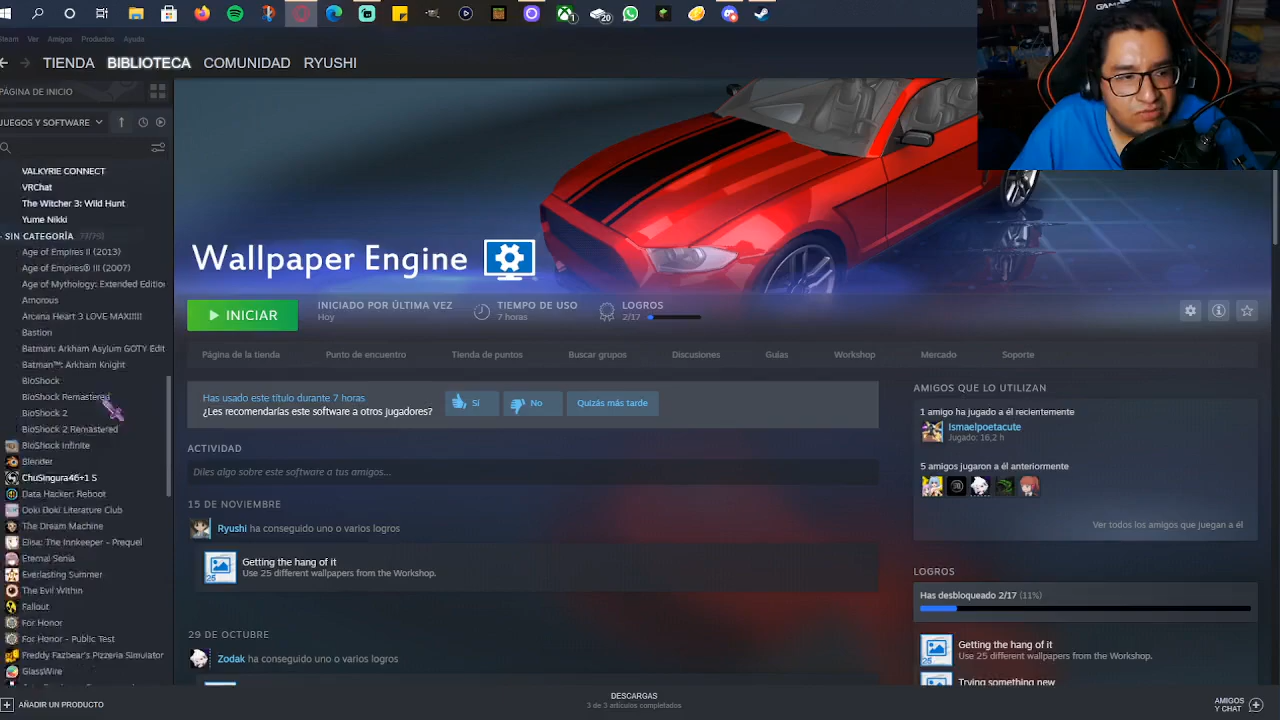 1
20
Steam Ver Amigos Productos Ayuda
TIENDA BIBLIOTECA COMUNIDAD RYUSHI
PÁGINA DE INICIO
JUEGOS Y SOFTWARE
VALKYRIE CONNECT
VRChat
The Witcher 3: Wild Hunt
Yume Nikki
- SIN CATEGORÍA (77/79)
Age of Empires II (2013)
Age of Empires® III (2007)
Age of Mythology: Extended Edition
Amorous
Arcana Heart 3 LOVE MAX!!!!!
Bastion
Batman: Arkham Asylum GOTY Edit
Batman™: Arkham Knight
BioShock
BioShock Remastered
BioShock 2
BioShock 2 Remastered
BioShock Infinite
Blender
ChuSingura46+1 S
Data Hacker: Reboot
Doki Doki Literature Club
The Dream Machine
Elisa: The Innkeeper - Prequel
Eternal Senia
Everlasting Summer
The Evil Within
Fallout
For Honor
For Honor - Public Test
Freddy Fazbear's Pizzeria Simulator
GlassWire
Wallpaper Engine
INICIAR
INICIADO POR ÚLTIMA VEZ
Hoy
TIEMPO DE USO
7 horas
LOGROS
2/17
Página de la tienda Punto de encuentro Tienda de puntos Buscar grupos Discusiones Guías Workshop Mercado Soporte
Has usado este título durante 7 horas
¿Les recomendarías este software a otros jugadores?
Sí No Quizás más tarde
ACTIVIDAD
Diles algo sobre este software a tus amigos...
15 DE NOVIEMBRE
Ryushi ha conseguido uno o varios logros
25
Getting the hang of it
Use 25 different wallpapers from the Workshop.
29 DE OCTUBRE
Zodak ha conseguido uno o varios logros
AMIGOS QUE LO UTILIZAN
1 amigo ha jugado a él recientemente
Ismaelpoetacute
Jugado: 16,2 h
5 amigos jugaron a él anteriormente
Ver todos los amigos que juegan a él
LOGROS
Has desbloqueado 2/17 (11%)
25
Getting the hang of it
Use 25 different wallpapers from the Workshop.
Trying something new
AÑADIR UN PRODUCTO
DESCARGAS
3 de 3 artículos completados
AMIGOS
Y CHAT